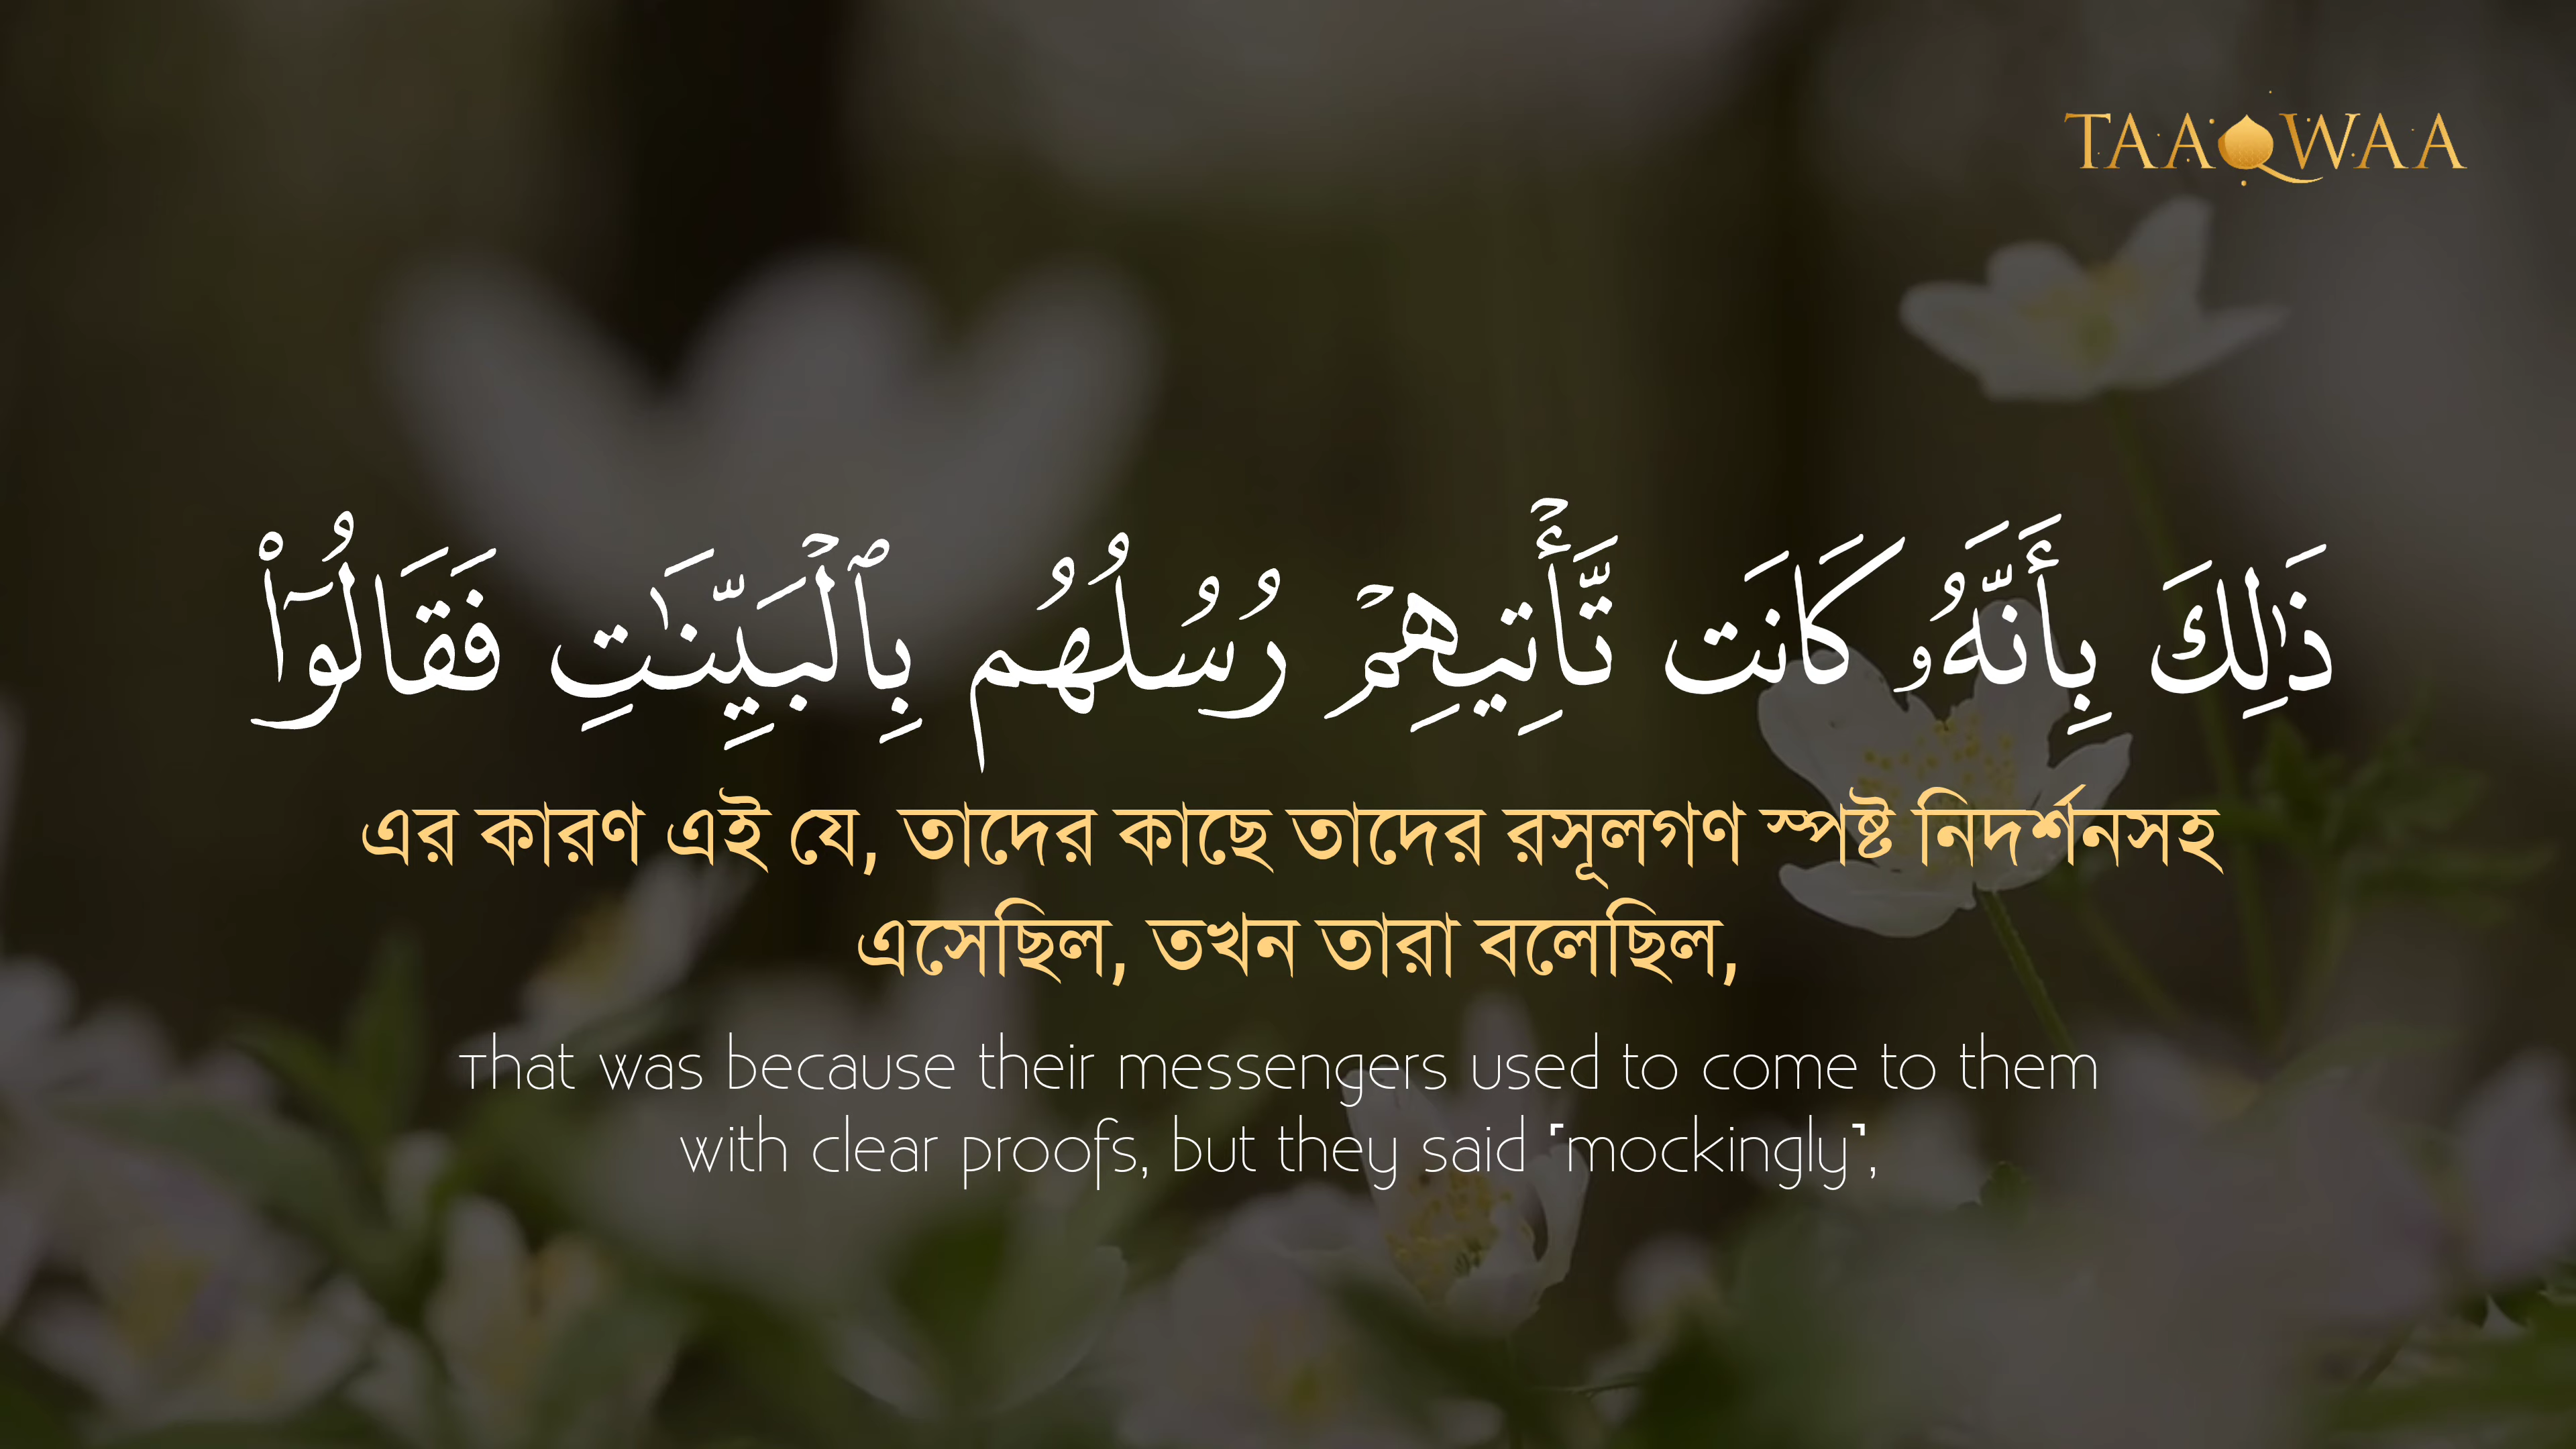 TAAQWAA
ذَٰلِكَ بِأَنَّهُۥ كَانَت تَّأۡتِيهِمۡ رُسُلُهُم بِٱلۡبَيِّنَٰتِ فَقَالُوٓاْ
এর কারণ এই যে, তাদের কাছে তাদের রসূলগণ স্পষ্ট নিদর্শনসহ
এসেছিল, তখন তারা বলেছিল,
That was because their messengers used to come to them
with clear proofs, but they said ˹mockingly˺,